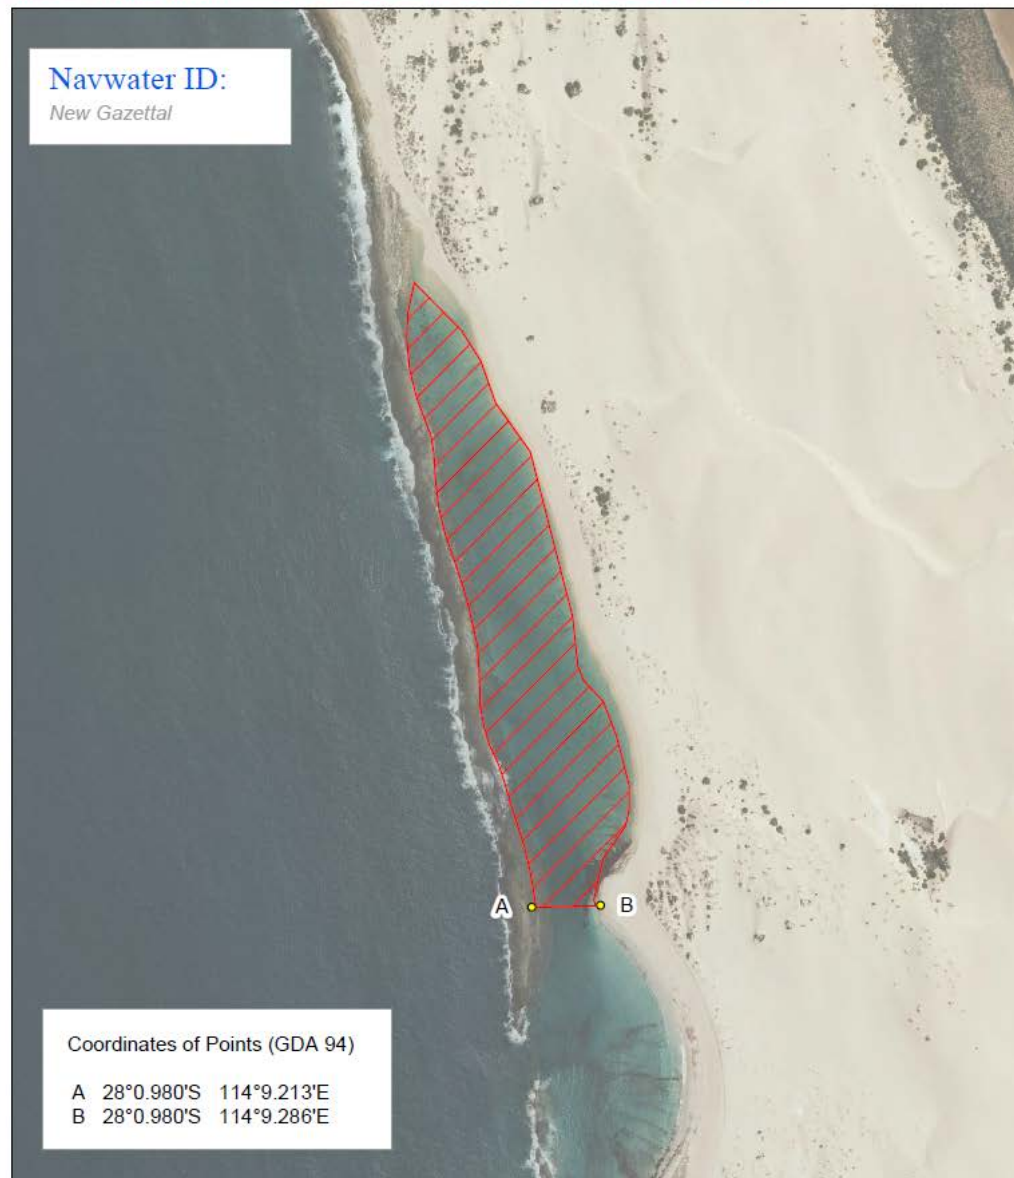 Navwater ID:
New Gazettal
A
B
Coordinates of Points (GDA 94)
A 28°0.980'S 114°9.213'E
B 28°0.980'S 114°9.286'E